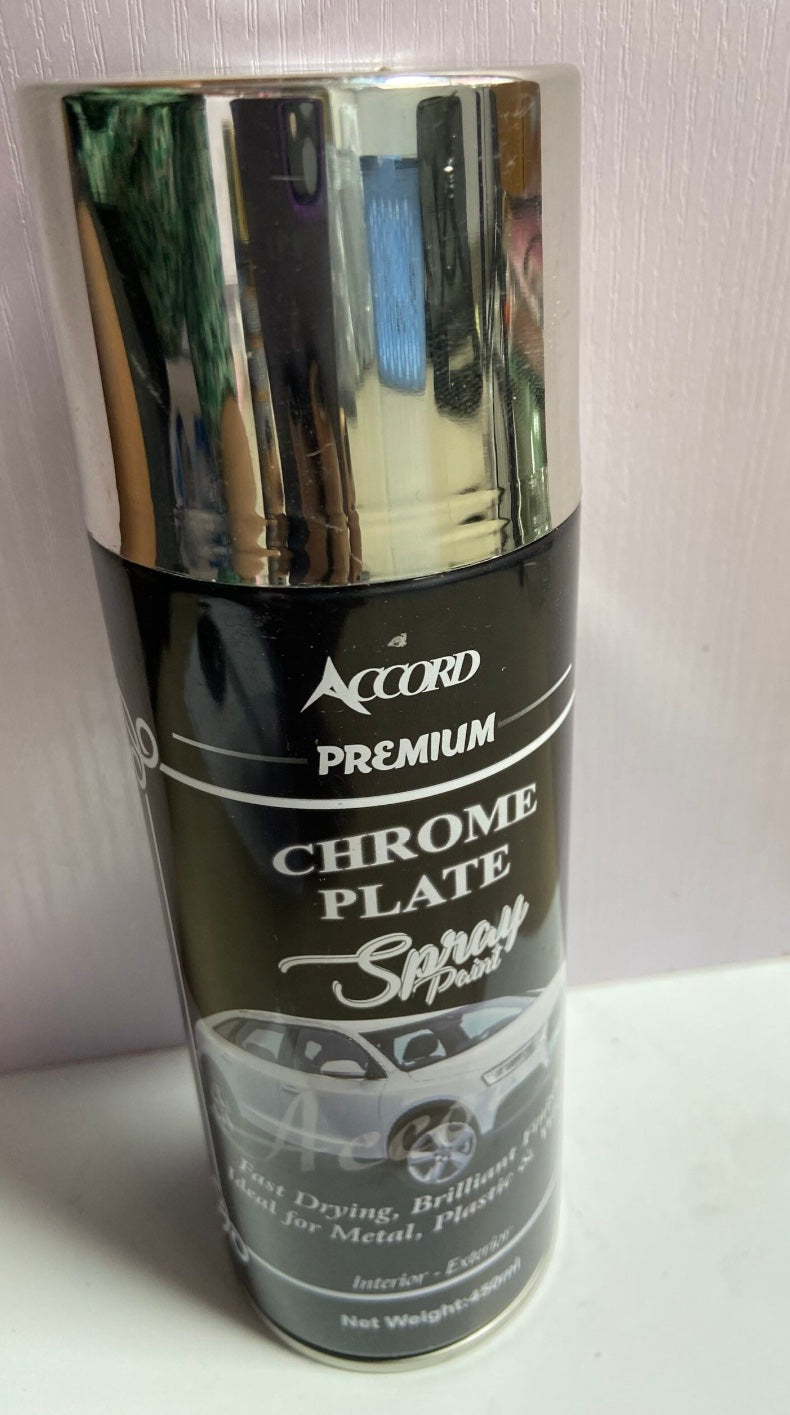 ACCORD
PREMIUM
CHROME
PLATE
Spray
Paint
Fast Drying, Brilliant
Ideal for Metal, Plastic &
Interior - Exterior
Net Weight:450ml